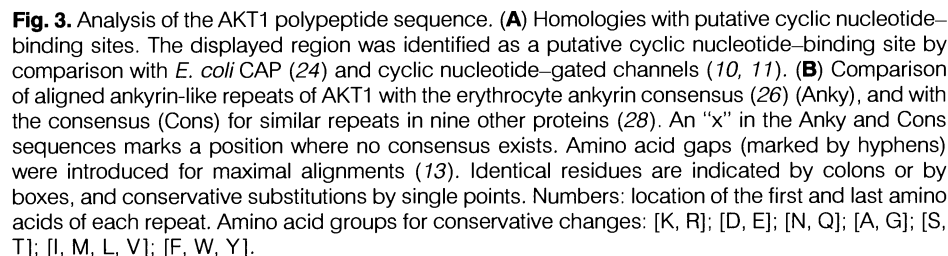 Fig. 3. Analysis of the AKT1 polypeptide sequence. (A) Homologies with putative cyclic nucleotide–
binding sites. The displayed region was identified as a putative cyclic nucleotide–binding site by
comparison with E. coli CAP (24) and cyclic nucleotide–gated channels (10, 11). (B) Comparison
of aligned ankyrin-like repeats of AKT1 with the erythrocyte ankyrin consensus (26) (Anky), and with
the consensus (Cons) for similar repeats in nine other proteins (28). An “x” in the Anky and Cons
sequences marks a position where no consensus exists. Amino acid gaps (marked by hyphens)
were introduced for maximal alignments (13). Identical residues are indicated by colons or by
boxes, and conservative substitutions by single points. Numbers: location of the first and last amino
acids of each repeat. Amino acid groups for conservative changes: [K, R]; [D, E]; [N, Q]; [A, G]; [S,
T]; [I, M, L, V]; [F, W, Y].